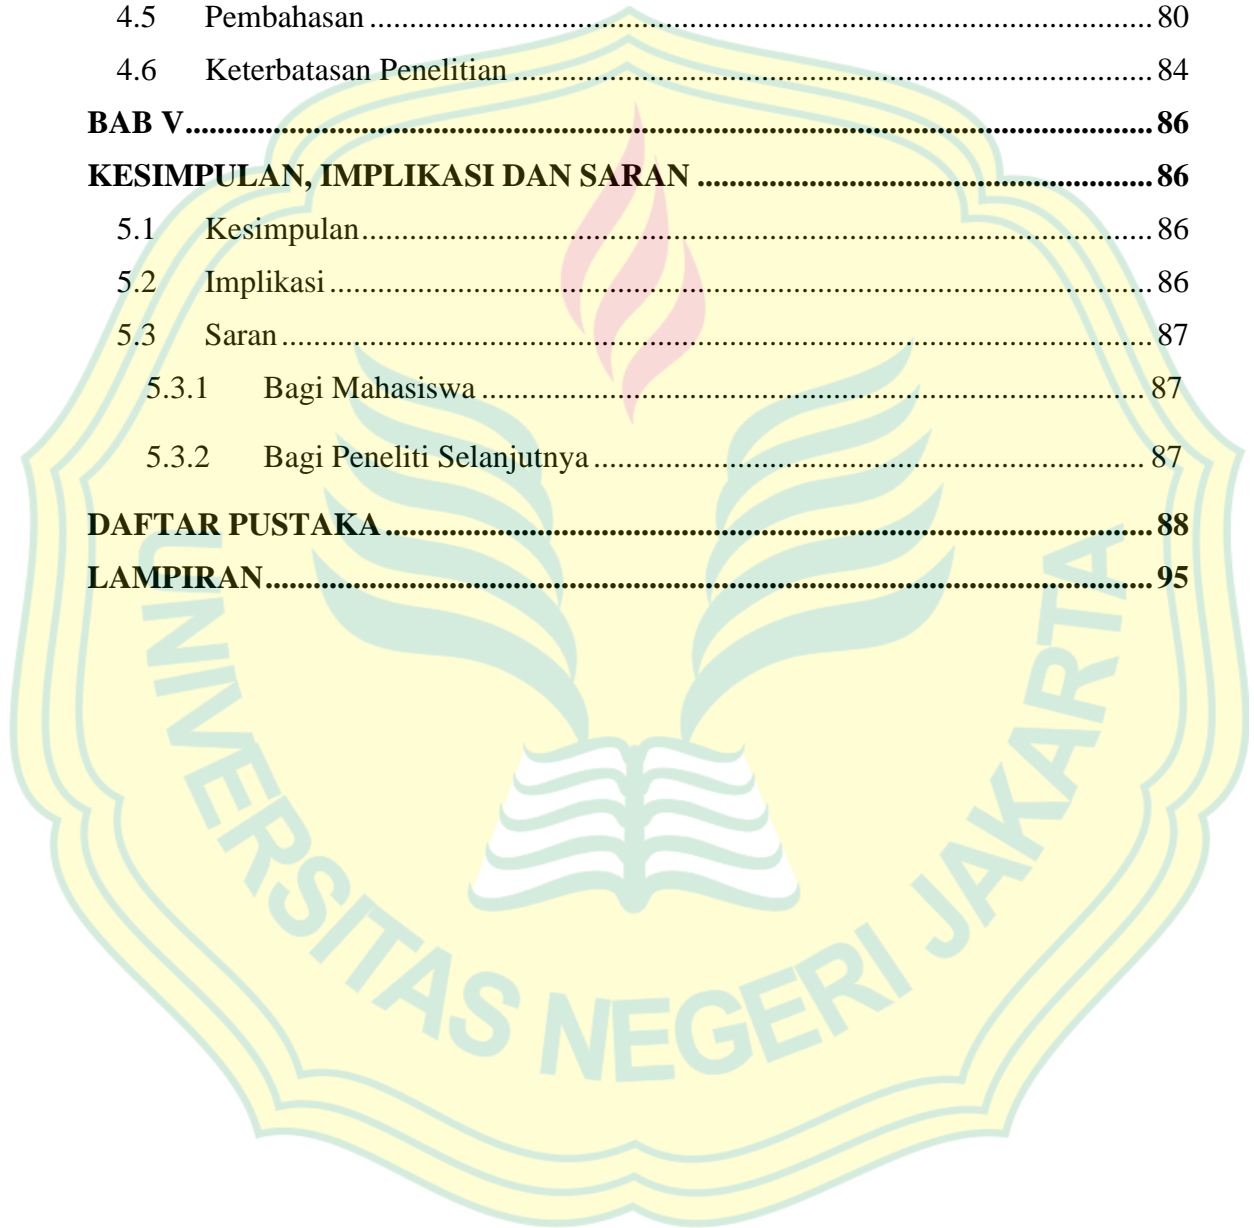 4.5 Pembahasan ........ 80
4.6 Keterbatasan Penelitian ........ 84
BAB V ........ 86
KESIMPULAN, IMPLIKASI DAN SARAN ........ 86
5.1 Kesimpulan ........ 86
5.2 Implikasi ........ 86
5.3 Saran ........ 87
5.3.1 Bagi Mahasiswa ........ 87
5.3.2 Bagi Peneliti Selanjutnya ........ 87
DAFTAR PUSTAKA ........ 88
LAMPIRAN ........ 95
UNIVERSITAS NEGERI JAKARTA